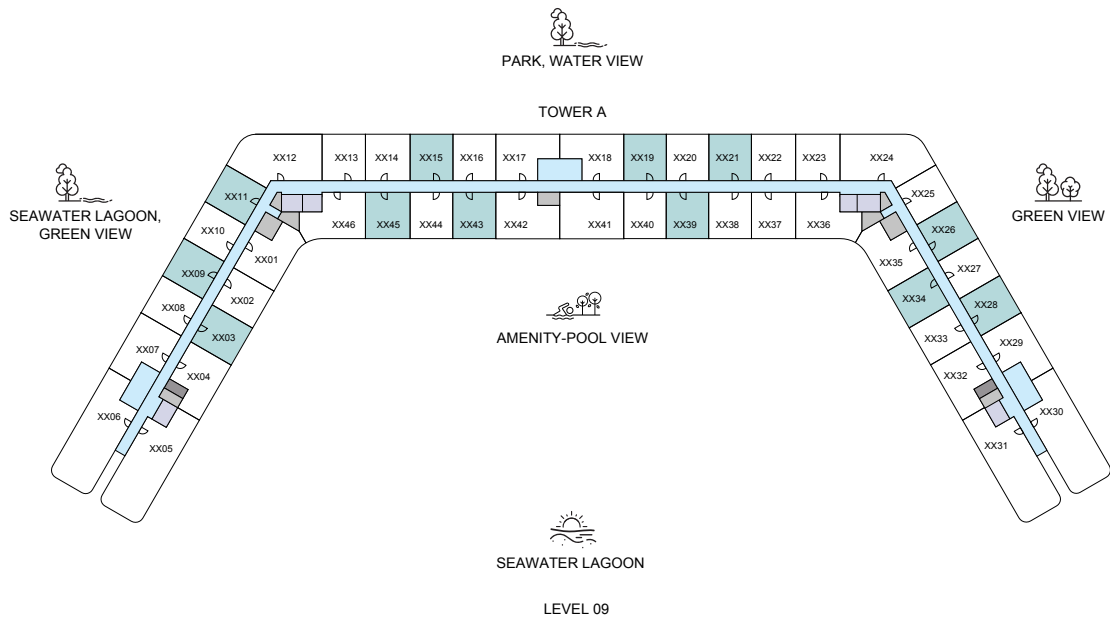 PARK, WATER VIEW
TOWER A
XX12 XX13 XX14 XX15 XX16 XX17 XX18 XX19 XX20 XX21 XX22 XX23 XX24
SEAWATER LAGOON,
GREEN VIEW
GREEN VIEW
XX11
XX25
XX10
XX26
XX46 XX45 XX44 XX43 XX42 XX41 XX40 XX39 XX38 XX37 XX36
XX01
XX35
XX09
XX27
XX02
XX34
XX08
XX28
XX03
XX33
XX07
XX29
XX04
XX32
XX06
XX30
XX05
XX31
AMENITY-POOL VIEW
SEAWATER LAGOON
LEVEL 09